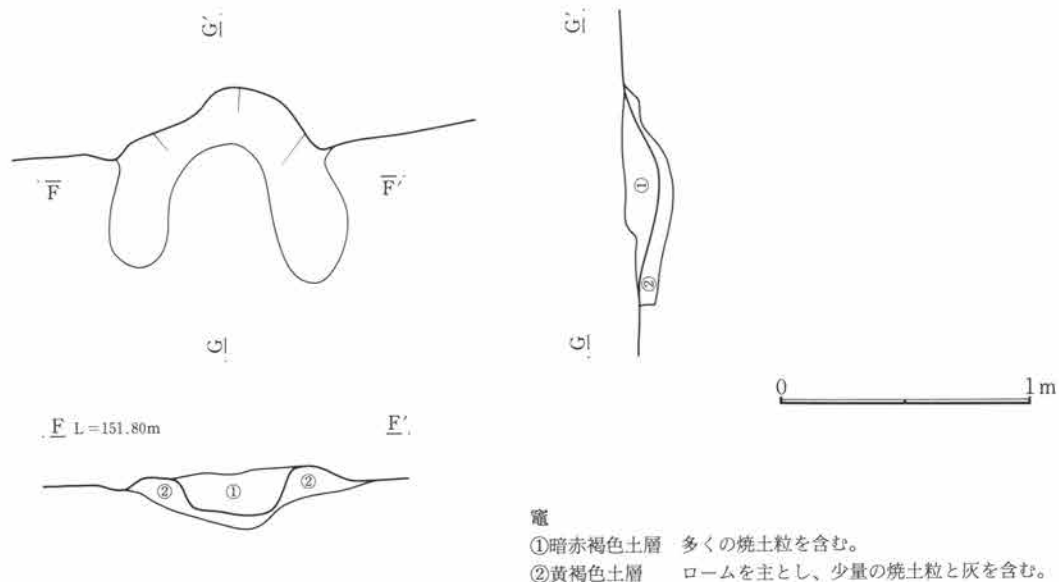 G′
G′
F
F′
①
②
G
G
0 1m
F L=151.80m F′
② ① ②
竈
①暗赤褐色土層 多くの焼土粒を含む。
②黄褐色土層 ロームを主とし、少量の焼土粒と灰を含む。